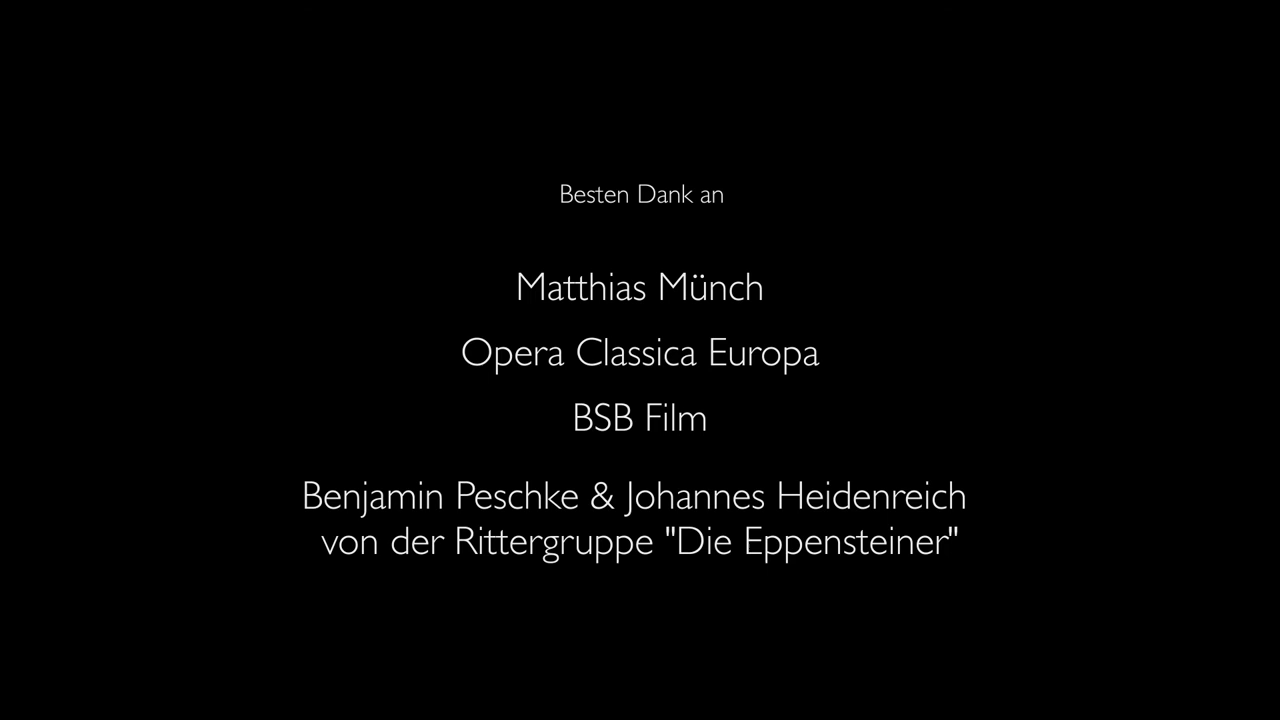 Besten Dank an
Matthias Münch
Opera Classica Europa
BSB Film
Benjamin Peschke & Johannes Heidenreich
von der Rittergruppe "Die Eppensteiner"